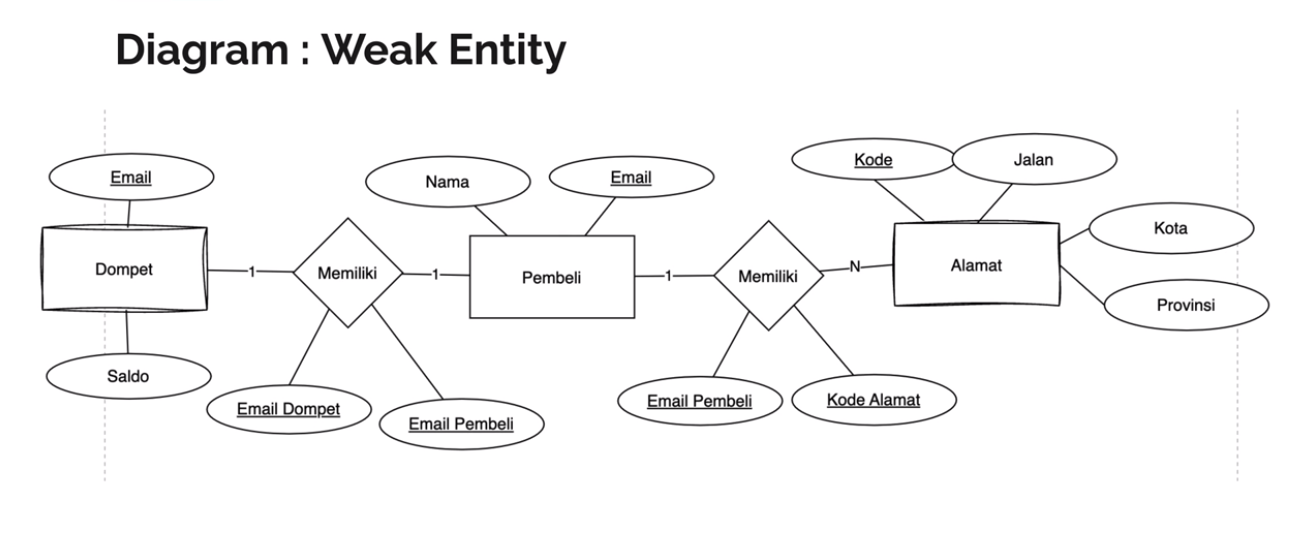 Diagram : Weak Entity
Email
Nama
Email
Kode
Jalan
Kota
Dompet
1
Memiliki
1
Pembeli
1
Memiliki
N
Alamat
Provinsi
Saldo
Email Dompet
Email Pembeli
Email Pembeli
Kode Alamat